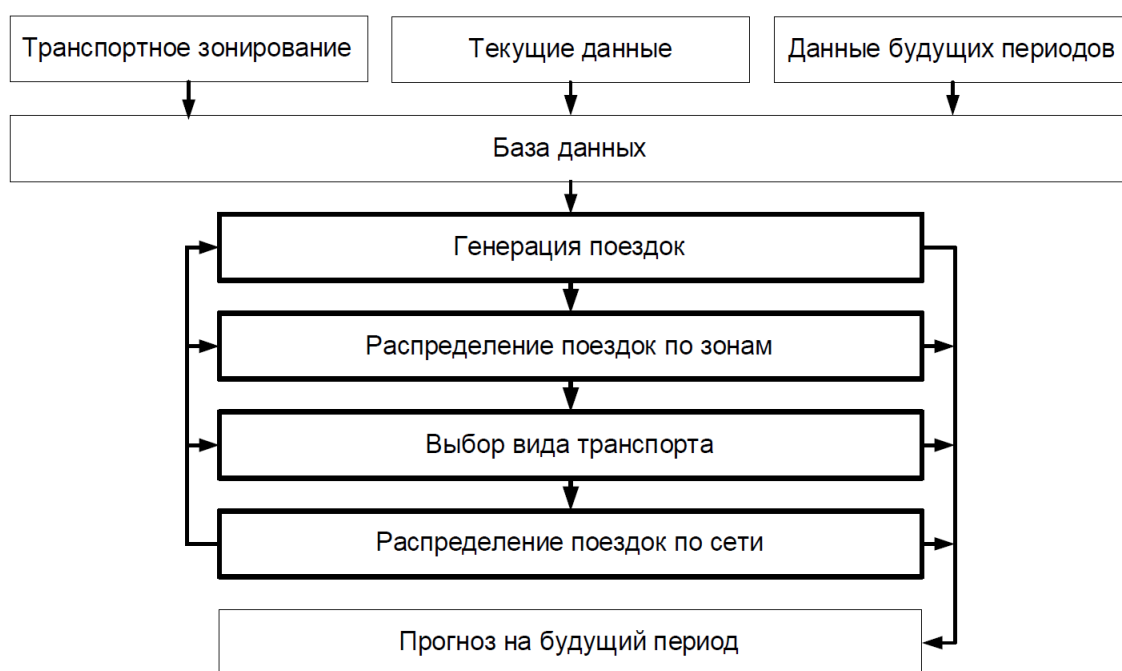 Транспортное зонирование
Текущие данные
Данные будущих периодов
База данных
Генерация поездок
Распределение поездок по зонам
Выбор вида транспорта
Распределение поездок по сети
Прогноз на будущий период